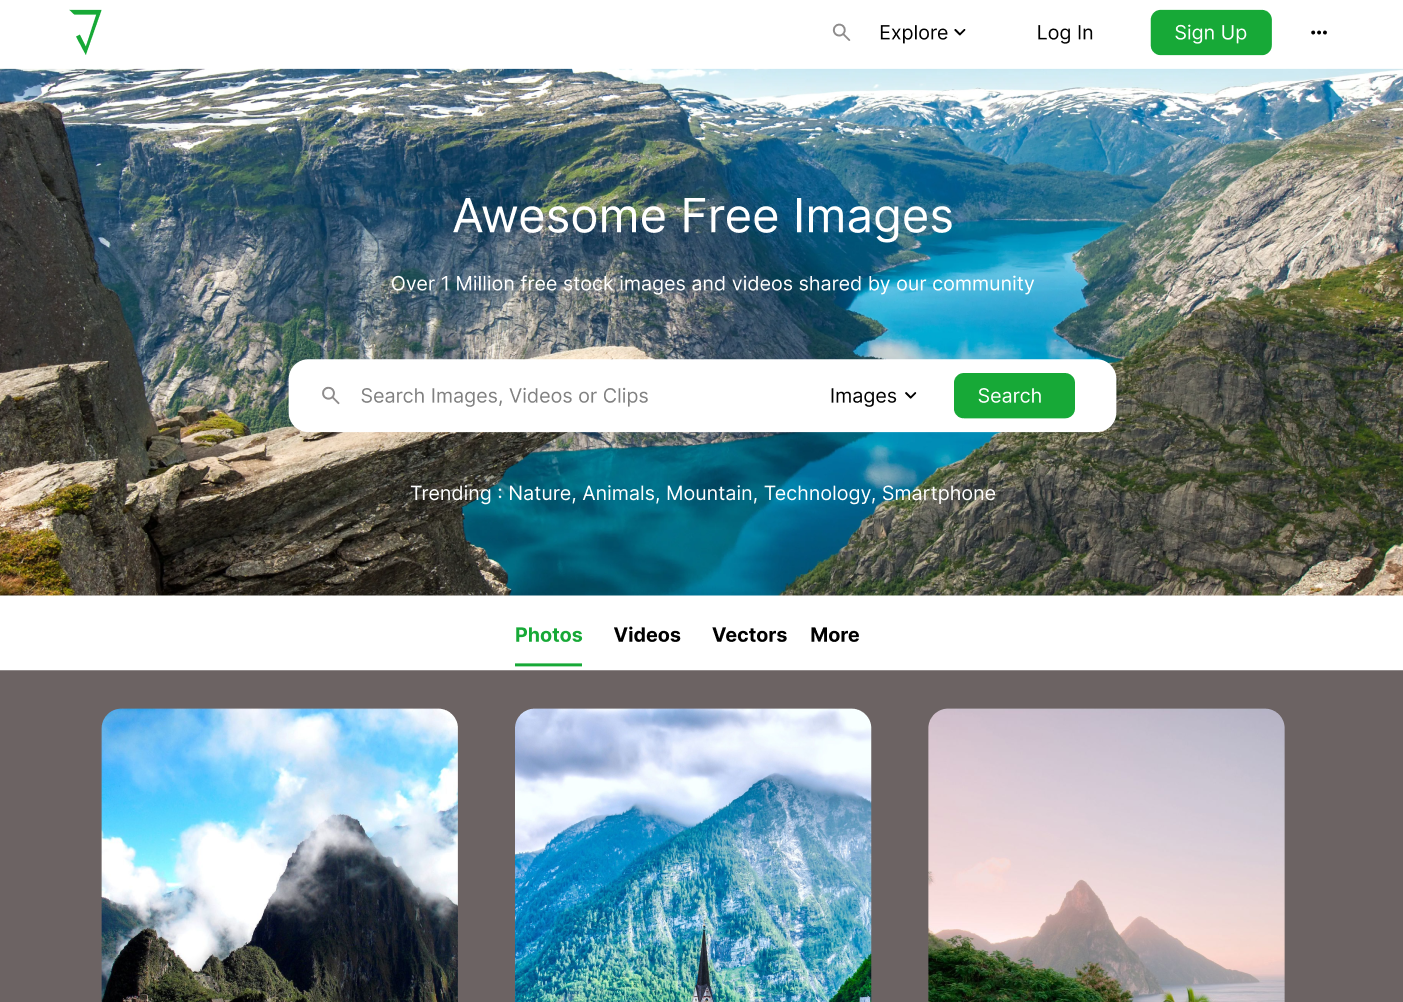 Explore Log In Sign Up
Awesome Free Images
Over 1 Million free stock images and videos shared by our community
Search Images, Videos or Clips Images Search
Trending : Nature, Animals, Mountain, Technology, Smartphone
Photos Videos Vectors More